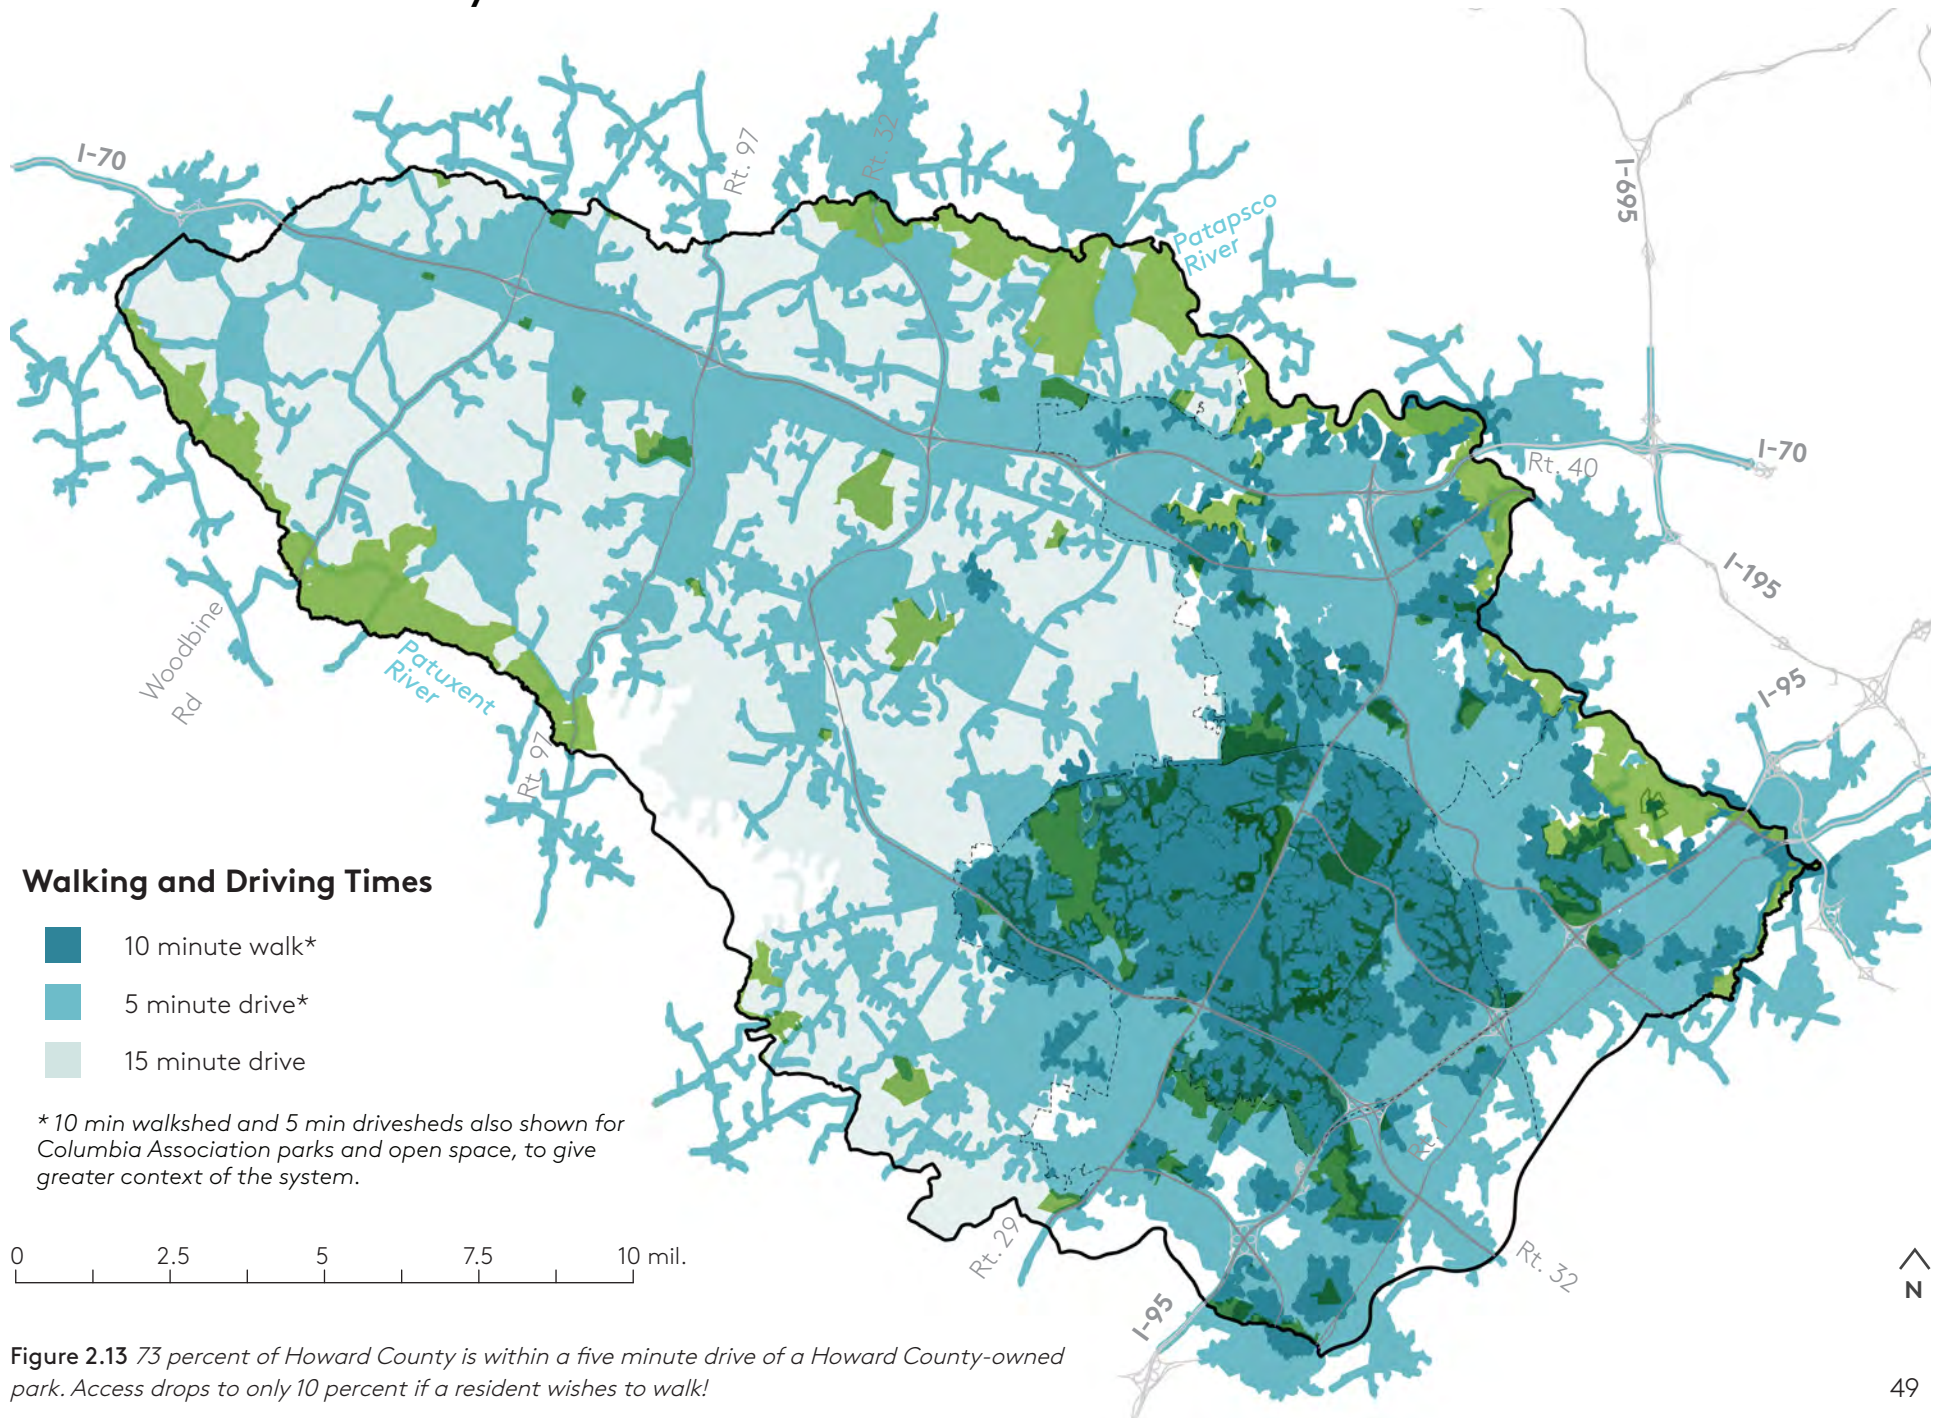 I-70
Rt. 97
Rt. 32
Patapsco
River
I-695
I-70
Rt. 40
I-195
I-95
Woodbine
Rd
Patuxent
River
Rt. 97
Walking and Driving Times
10 minute walk*
5 minute drive*
15 minute drive
* 10 min walkshed and 5 min drivesheds also shown for
Columbia Association parks and open space, to give
greater context of the system.
0 2.5 5 7.5 10 mil.
Rt. 1
Rt. 29
Rt. 32
I-95
N
Figure 2.13 73 percent of Howard County is within a five minute drive of a Howard County-owned
park. Access drops to only 10 percent if a resident wishes to walk!
49